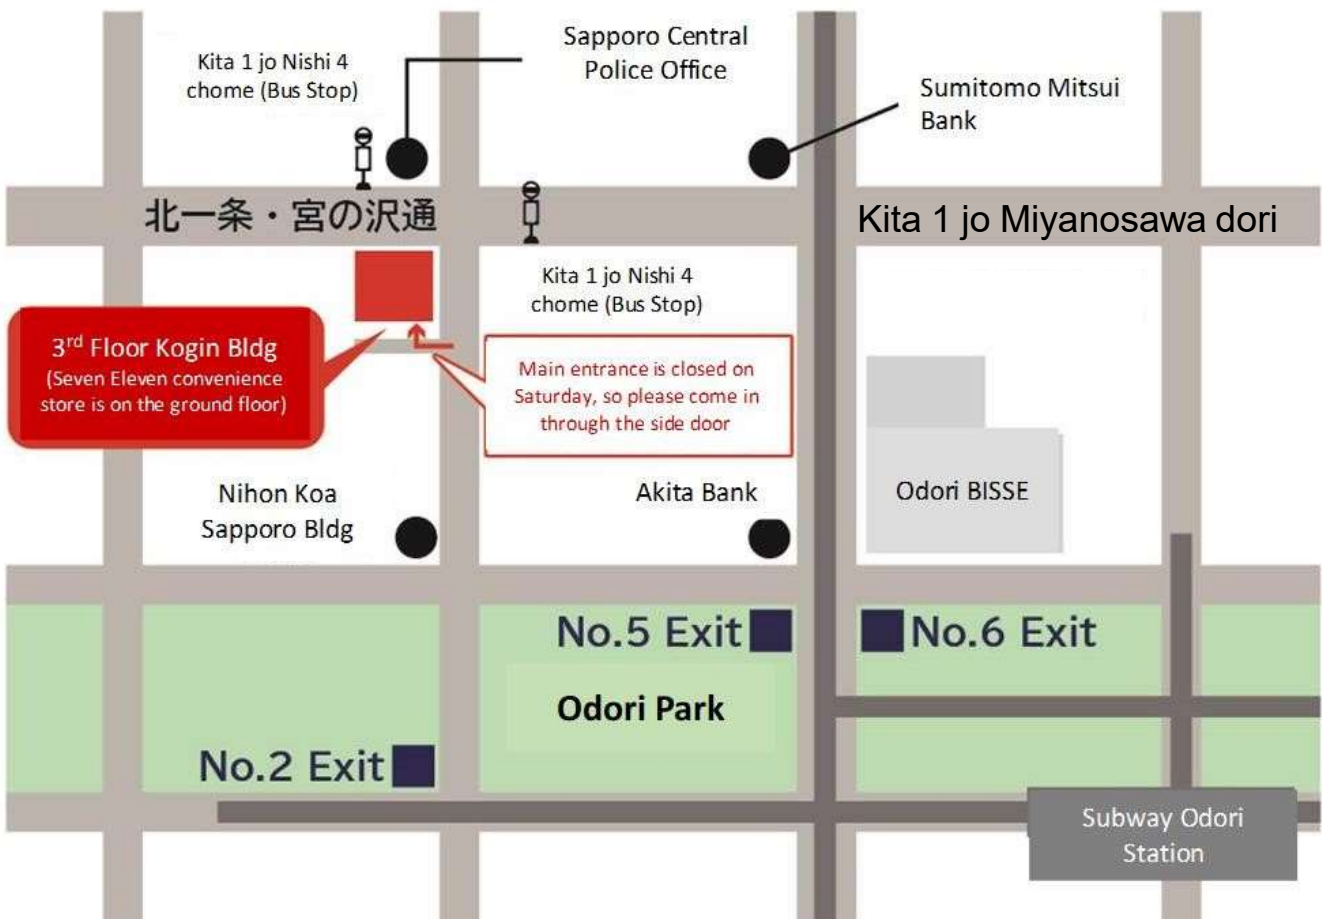 Kita 1 jo Nishi 4
chome (Bus Stop)
Sapporo Central
Police Office
Sumitomo Mitsui
Bank
北一条・宮の沢通
Kita 1 jo Miyanosawa dori
Kita 1 jo Nishi 4
chome (Bus Stop)
3rd Floor Kogin Bldg
(Seven Eleven convenience
store is on the ground floor)
Main entrance is closed on
Saturday, so please come in
through the side door
Nihon Koa
Sapporo Bldg
Akita Bank
Odori BISSE
No.5 Exit
No.6 Exit
Odori Park
No.2 Exit
Subway Odori
Station